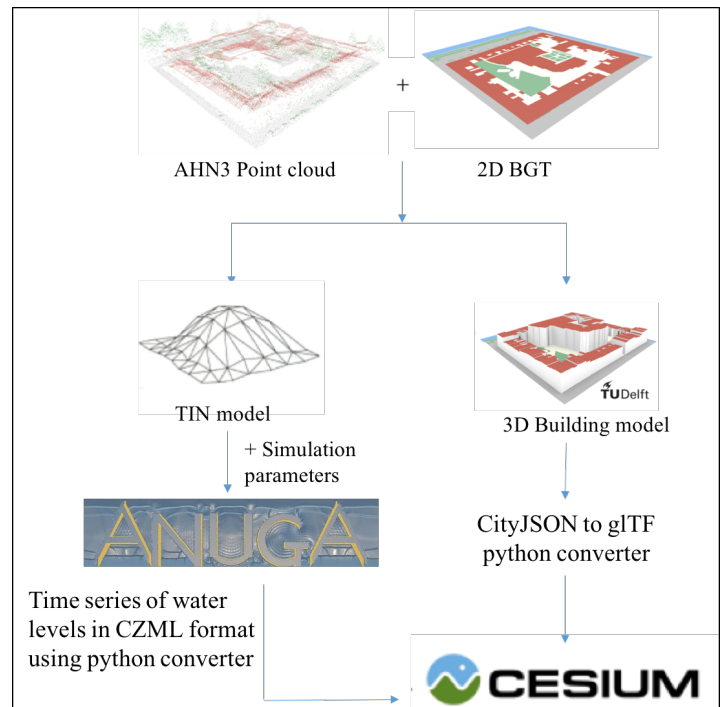 +
AHN3 Point cloud
2D BGT
TIN model
TUDelft
3D Building model
+ Simulation
parameters
ANUGA
CityJSON to glTF
python converter
Time series of water
levels in CZML format
using python converter
CESIUM